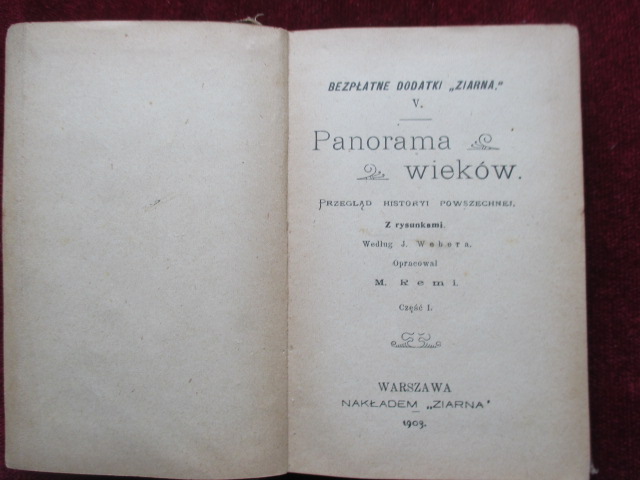 BEZPŁATNE DODATKI „ZIARNA.“
V.
Panorama
wieków.
PRZEGLĄD HISTORYI POWSZECHNEJ.
Z rysunkami.
Według J. Webera.
Opracował
M. Remi.
Część I.
WARSZAWA
NAKŁADEM „ZIARNA“
1903.